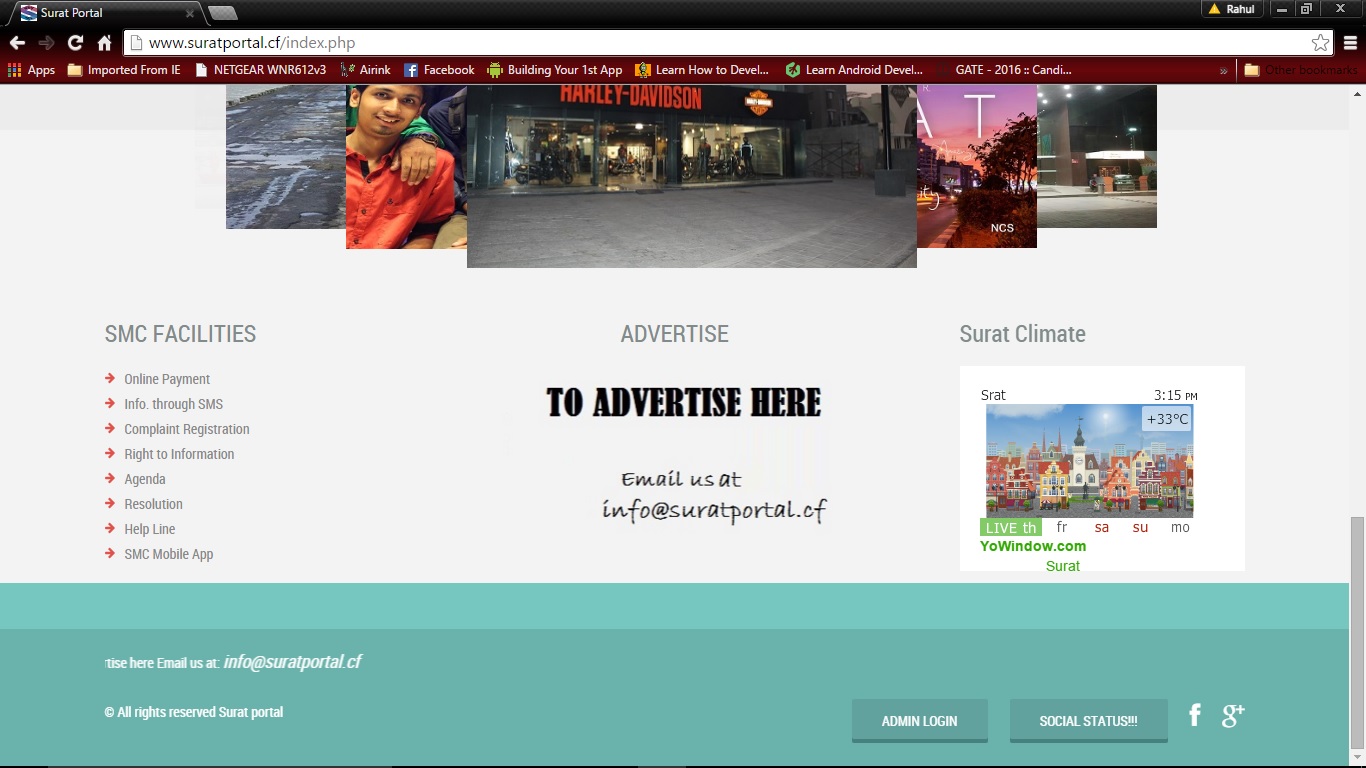 Surat Portal
Rahul
www.suratportal.cf/index.php
Apps
Imported From IE
NETGEAR WNR612v3
Airink
Facebook
Building Your 1st App
Learn How to Devel...
Learn Android Devel...
GATE - 2016 :: Candi...
»
Other bookmarks
HARLEY-DAVIDSON
A T
NCS
SMC FACILITIES
Online Payment
Info. through SMS
Complaint Registration
Right to Information
Agenda
Resolution
Help Line
SMC Mobile App
ADVERTISE
TO ADVERTISE HERE
Email us at
info@suratportal.cf
Surat Climate
Srat 3:15 PM
+33°C
LIVE th fr sa su mo
YoWindow.com
Surat
rtise here Email us at: info@suratportal.cf
© All rights reserved Surat portal
ADMIN LOGIN
SOCIAL STATUS!!!
f
g+